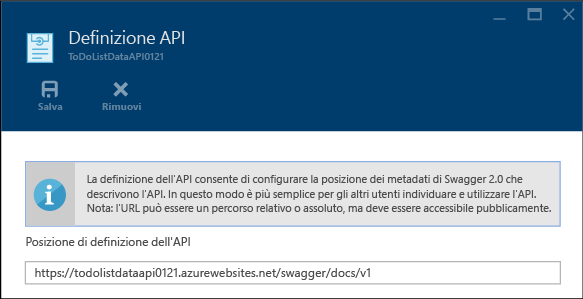 Definizione API
ToDoListDataAPI0121
Salva
Rimuovi
La definizione dell'API consente di configurare la posizione dei metadati di Swagger 2.0 che
descrivono l'API. In questo modo è più semplice per gli altri utenti individuare e utilizzare l'API.
Nota: l'URL può essere un percorso relativo o assoluto, ma deve essere accessibile pubblicamente.
Posizione di definizione dell'API
https://todolistdataapi0121.azurewebsites.net/swagger/docs/v1